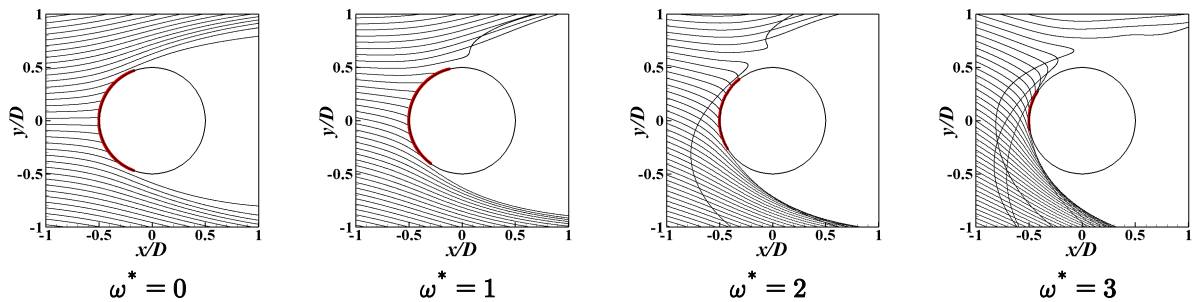 1 1 1 1
0.5 0.5 0.5 0.5
y/D 0 y/D 0 y/D 0 y/D 0
-0.5 -0.5 -0.5 -0.5
-1 -1 -1 -1
-1 -0.5 0 0.5 1 -1 -0.5 0 0.5 1 -1 -0.5 0 0.5 1 -1 -0.5 0 0.5 1
x/D x/D x/D x/D
ω* = 0 ω* = 1 ω* = 2 ω* = 3